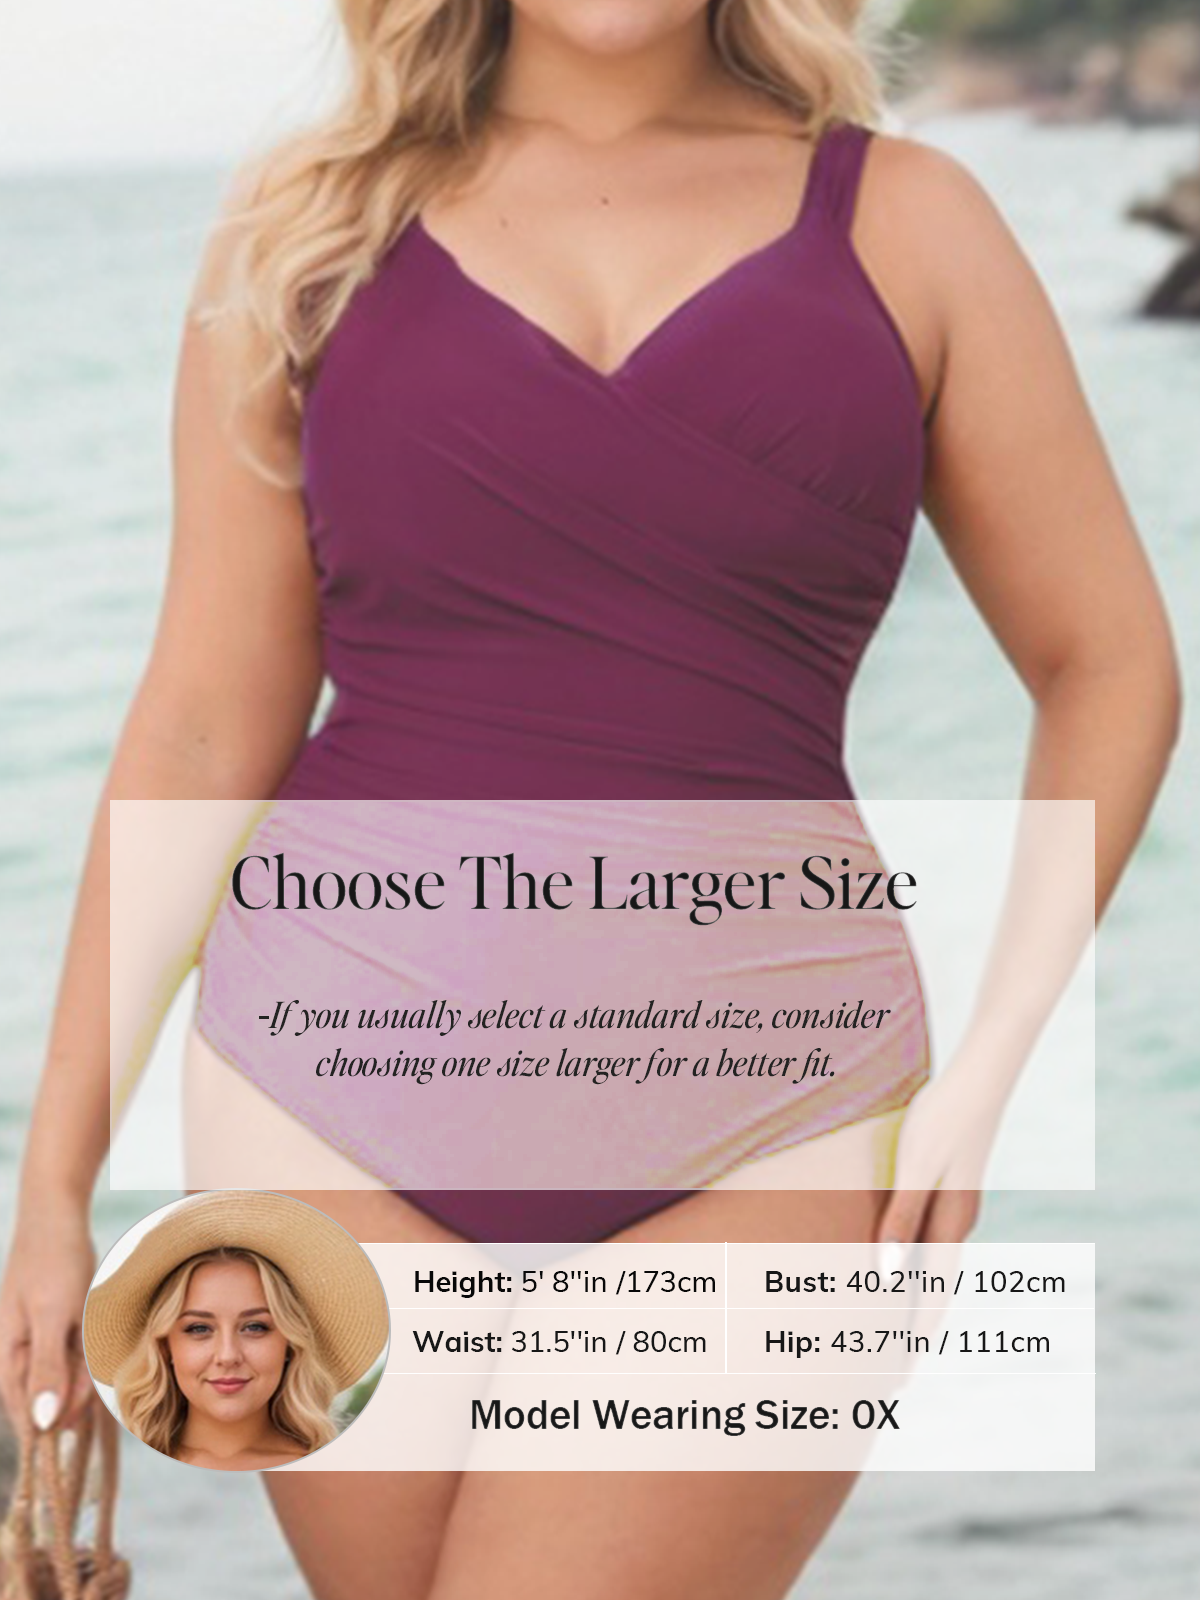 Choose The Larger Size
-If you usually select a standard size, consider
choosing one size larger for a better fit.
Height: 5' 8''in /173cm
Bust: 40.2''in / 102cm
Waist: 31.5''in / 80cm
Hip: 43.7''in / 111cm
Model Wearing Size: 0X